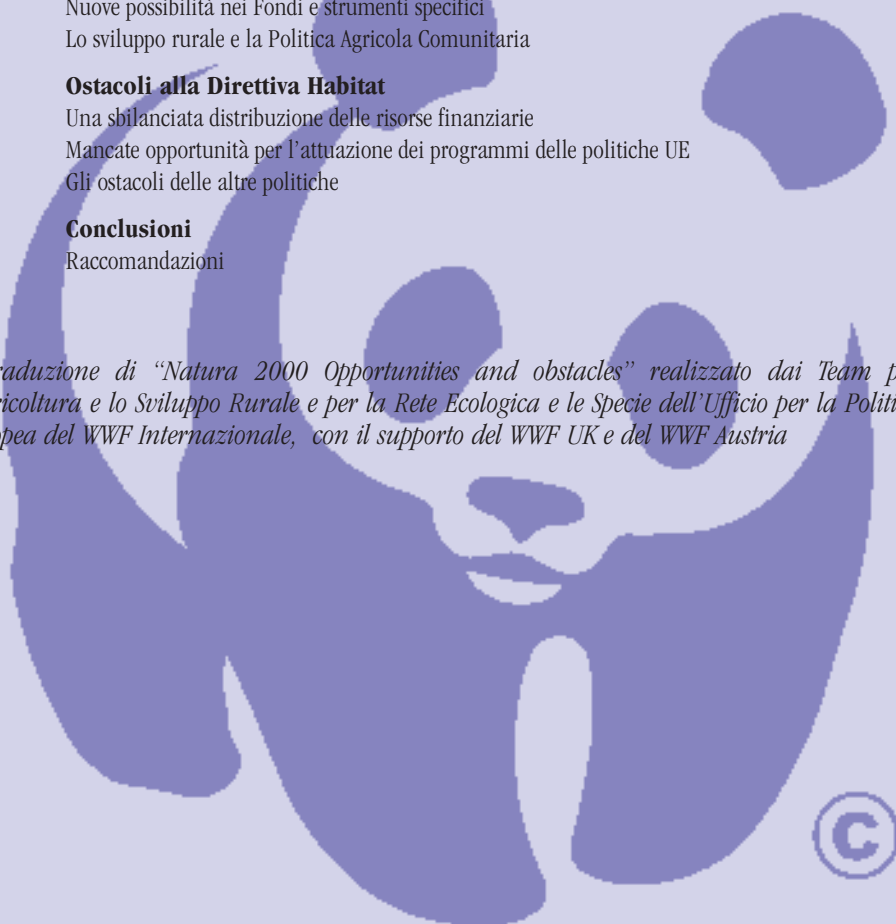 Nuove possibilità nei Fondi e strumenti specifici
Lo sviluppo rurale e la Politica Agricola Comunitaria
Ostacoli alla Direttiva Habitat
Una sbilanciata distribuzione delle risorse finanziarie
Mancate opportunità per l'attuazione dei programmi delle politiche UE
Gli ostacoli delle altre politiche
Conclusioni
Raccomandazioni
raduzione di “Natura 2000 Opportunities and obstacles” realizzato dai Team p
ricoltura e lo Sviluppo Rurale e per la Rete Ecologica e le Specie dell’Ufficio per la Politi
opea del WWF Internazionale, con il supporto del WWF UK e del WWF Austria
©